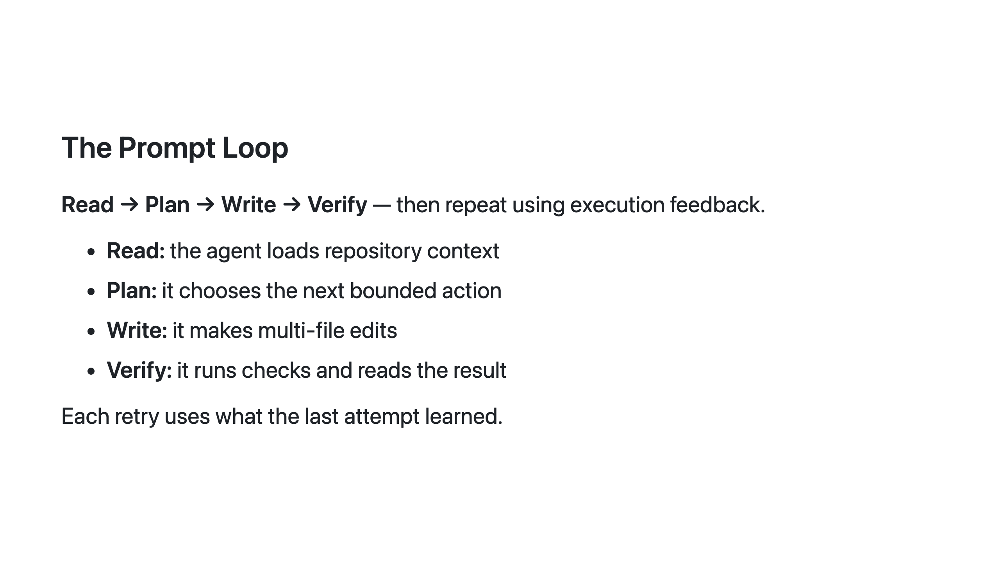 The Prompt Loop
Read → Plan → Write → Verify — then repeat using execution feedback.
• Read: the agent loads repository context
• Plan: it chooses the next bounded action
• Write: it makes multi-file edits
• Verify: it runs checks and reads the result
Each retry uses what the last attempt learned.